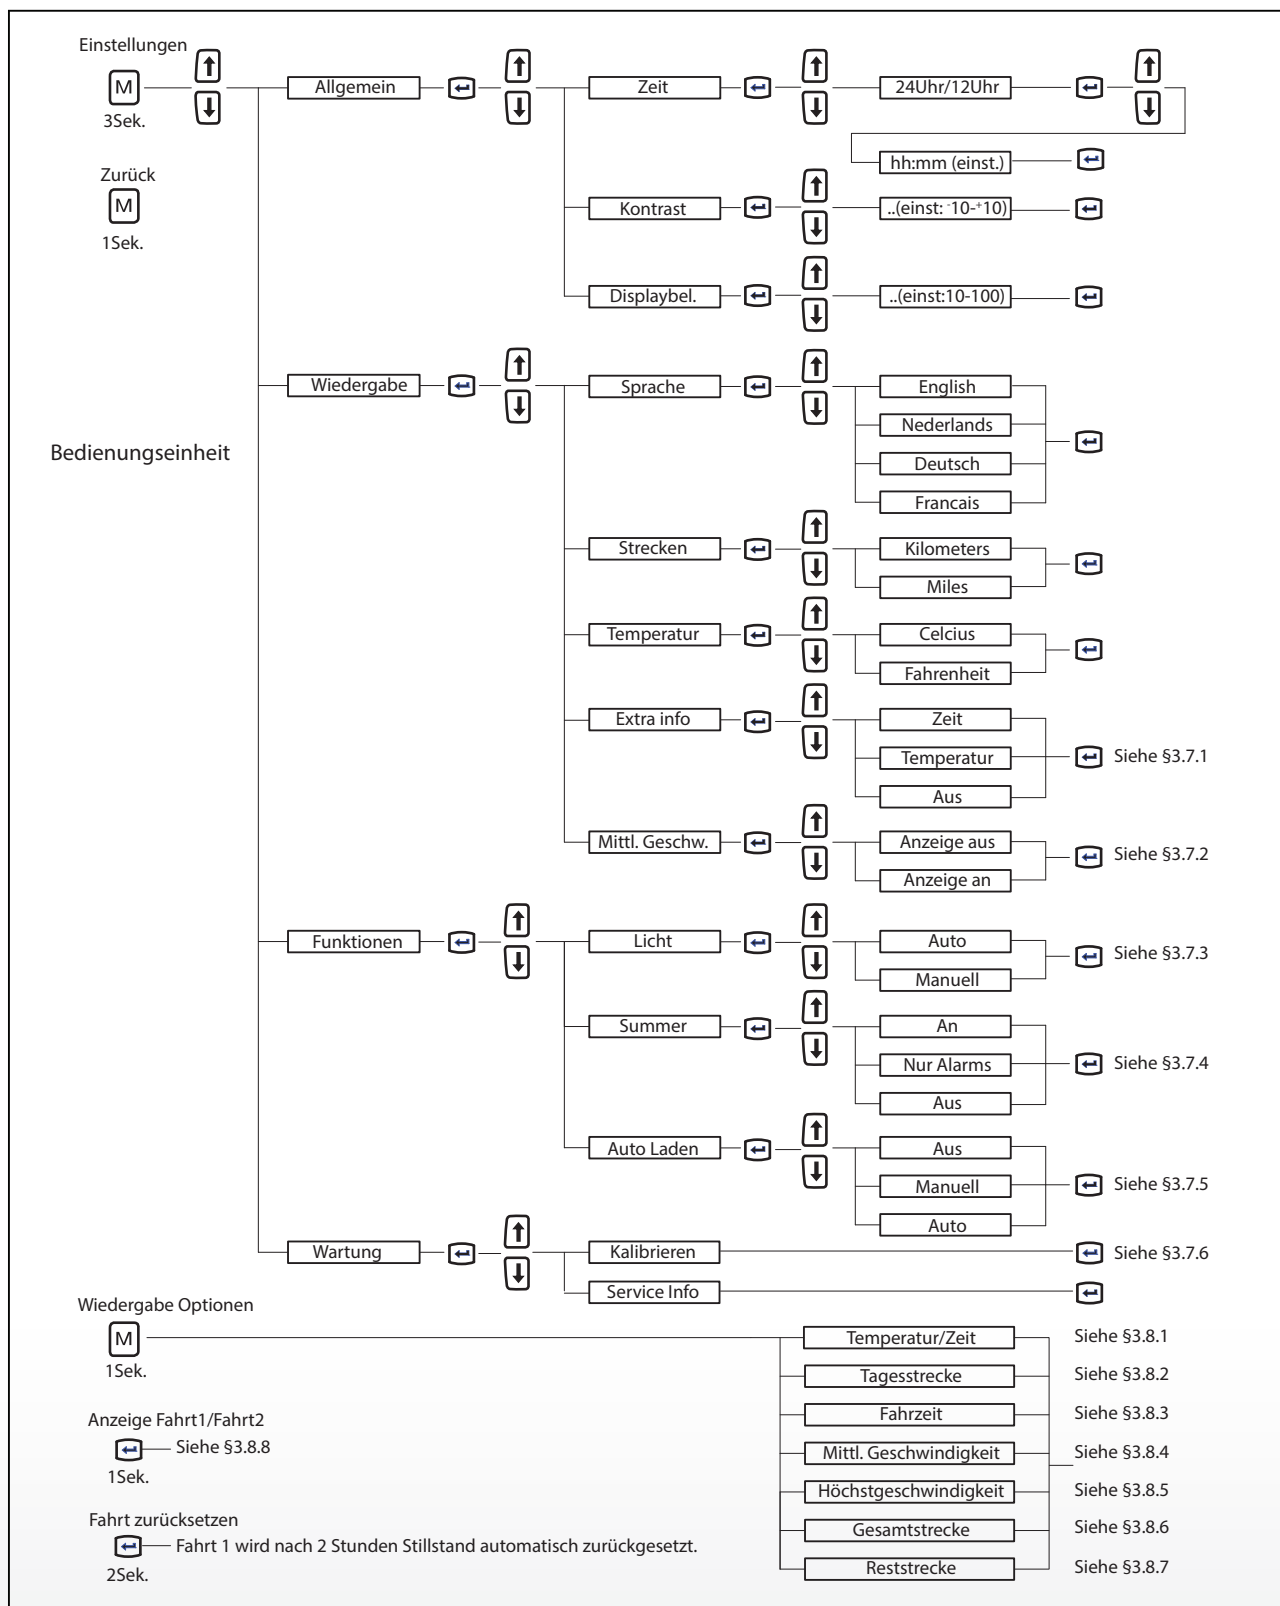 Einstellungen
M
3Sek.
Allgemein
Zeit
24Uhr/12Uhr
hh:mm (einst.)
Zurück
M
1Sek.
Kontrast
..(einst: -10-+10)
Displaybel.
..(einst:10-100)
Wiedergabe
Sprache
English
Nederlands
Deutsch
Francais
Bedienungseinheit
Strecken
Kilometers
Miles
Temperatur
Celcius
Fahrenheit
Extra info
Zeit
Temperatur
Aus
Siehe §3.7.1
Mittl. Geschw.
Anzeige aus
Anzeige an
Siehe §3.7.2
Funktionen
Licht
Auto
Manuell
Siehe §3.7.3
Summer
An
Nur Alarms
Aus
Siehe §3.7.4
Auto Laden
Aus
Manuell
Auto
Siehe §3.7.5
Wartung
Kalibrieren
Siehe §3.7.6
Service Info
Wiedergabe Optionen
M
1Sek.
Temperatur/Zeit
Siehe §3.8.1
Tagesstrecke
Siehe §3.8.2
Fahrzeit
Siehe §3.8.3
Mittl. Geschwindigkeit
Siehe §3.8.4
Höchstgeschwindigkeit
Siehe §3.8.5
Gesamtstrecke
Siehe §3.8.6
Reststrecke
Siehe §3.8.7
Anzeige Fahrt1/Fahrt2
Siehe §3.8.8
1Sek.
Fahrt zurücksetzen
Fahrt 1 wird nach 2 Stunden Stillstand automatisch zurückgesetzt.
2Sek.